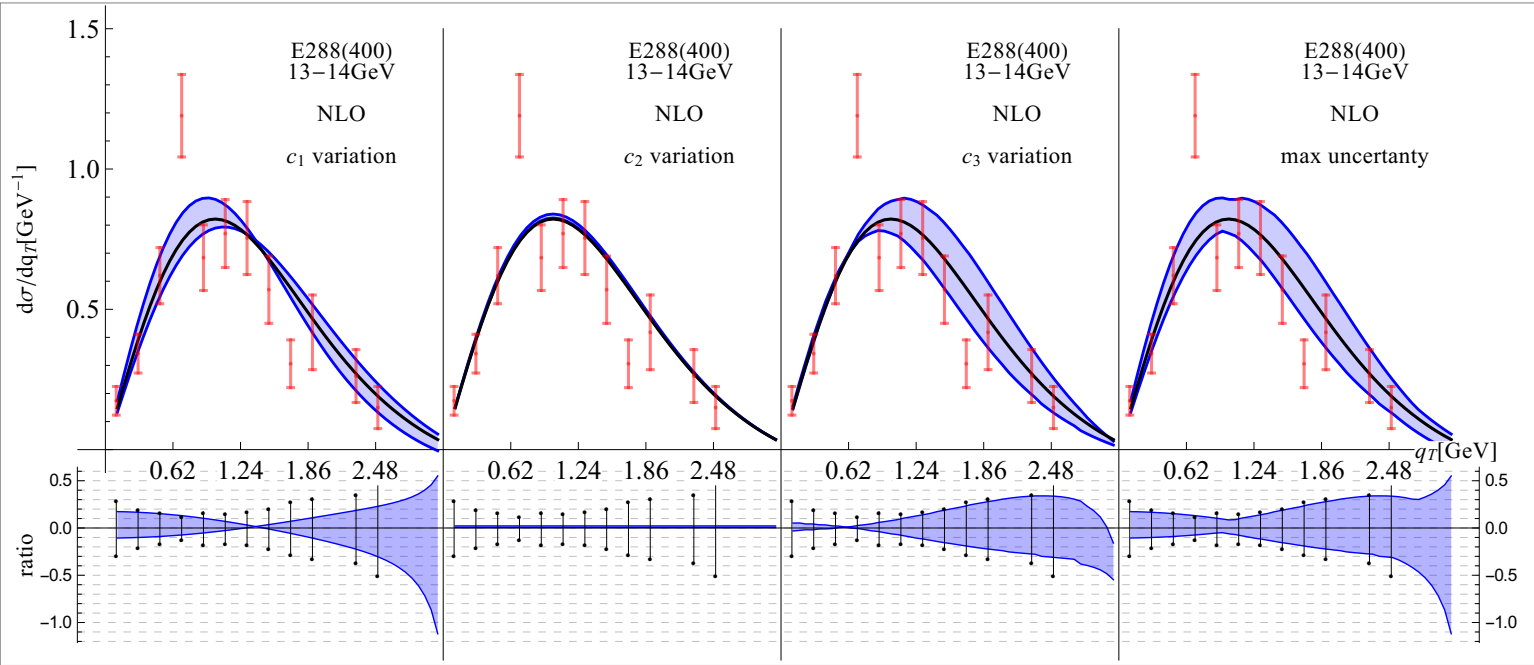 1.5
1.0
0.5
dσ/dqT[GeV−1]
E288(400)
13−14GeV
NLO
c1 variation
E288(400)
13−14GeV
NLO
c2 variation
E288(400)
13−14GeV
NLO
c3 variation
E288(400)
13−14GeV
NLO
max uncertanty
qT[GeV]
0.62 1.24 1.86 2.48
0.62 1.24 1.86 2.48
0.62 1.24 1.86 2.48
0.62 1.24 1.86 2.48
ratio
0.5
0.0
−0.5
−1.0
0.5
0.0
−0.5
−1.0